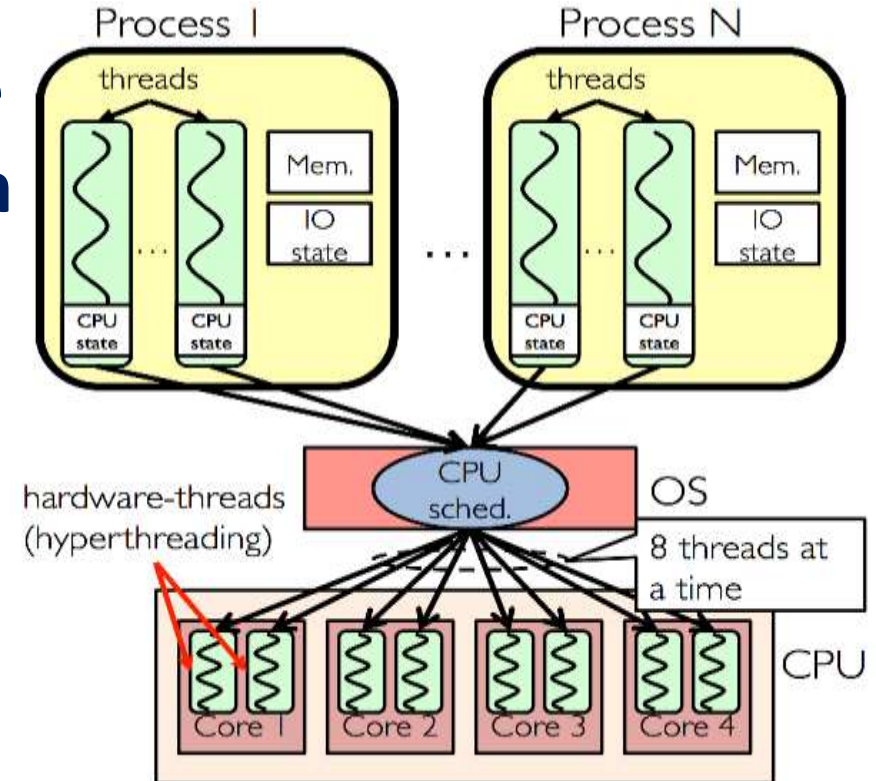 Process 1
Process N
threads
threads
Mem.
Mem.
IO
state
IO
state
...
...
...
CPU
state
CPU
state
CPU
state
CPU
state
CPU
sched.
OS
hardware-threads
(hyperthreading)
8 threads at
a time
CPU
Core 1
Core 2
Core 3
Core 4